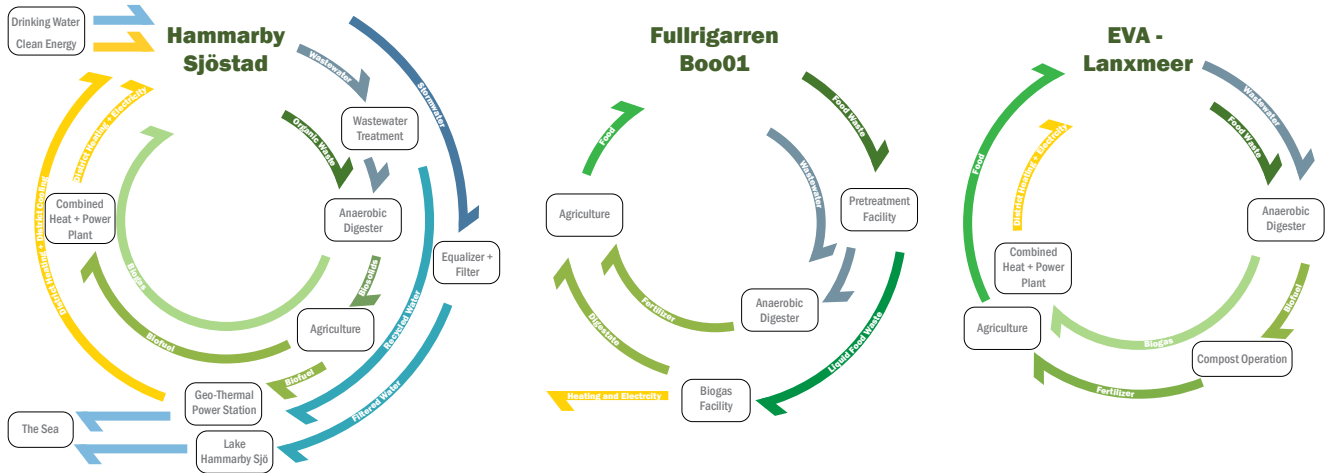 Drinking Water
Clean Energy
Hammarby
Sjöstad
Wastewater
Stormwater
Wastewater
Treatment
Organic Waste
District Heating + Electricity
District Heating + District Cooling
Combined
Heat + Power
Plant
Anaerobic
Digester
Equalizer +
Filter
Biogas
Biosolids
Agriculture
Recycled Water
Biofuel
Biofuel
Filtered Water
Geo-Thermal
Power Station
The Sea
Lake
Hammarby Sjö
Fullrigarren
Boo01
Food
Food Waste
Wastewater
Agriculture
Pretreatment
Facility
Anaerobic
Digester
Fertilizer
Digestate
Liquid Food Waste
Heating and Electrcity
Biogas
Facility
EVA -
Lanxmeer
Wastewater
Food Waste
Food
District Heating + Electricity
Anaerobic
Digester
Combined
Heat + Power
Plant
Agriculture
Biofuel
Biogas
Compost Operation
Fertilizer